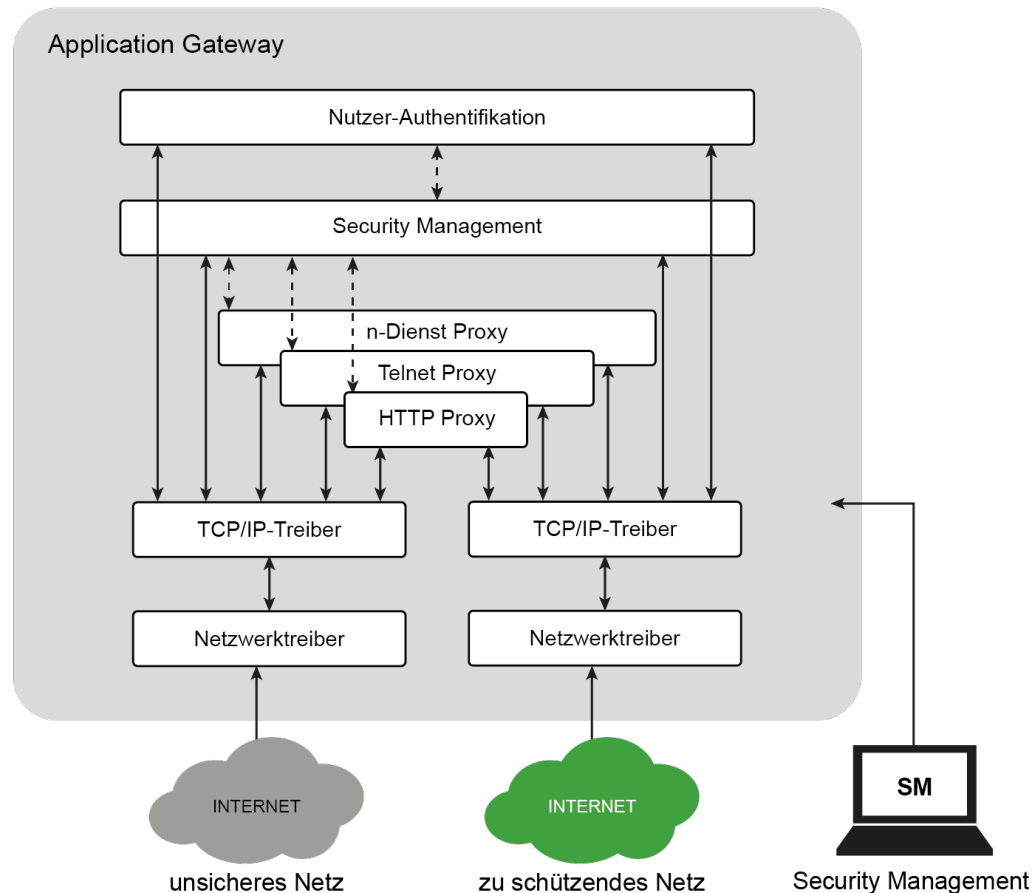 Application Gateway
Nutzer-Authentifikation
Security Management
n-Dienst Proxy
Telnet Proxy
HTTP Proxy
TCP/IP-Treiber
TCP/IP-Treiber
Netzwerktreiber
Netzwerktreiber
INTERNET
INTERNET
SM
unsicheres Netz
zu schützendes Netz
Security Management